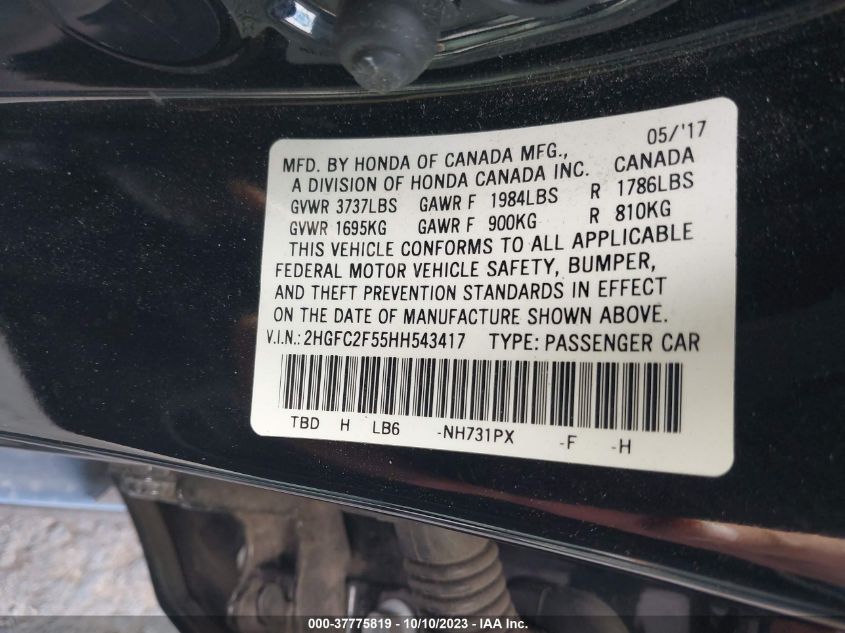 05/'17
MFD. BY HONDA OF CANADA MFG.,
A DIVISION OF HONDA CANADA INC. CANADA
GVWR 3737LBS GAWR F 1984LBS R 1786LBS
GVWR 1695KG GAWR F 900KG R 810KG
THIS VEHICLE CONFORMS TO ALL APPLICABLE
FEDERAL MOTOR VEHICLE SAFETY, BUMPER,
AND THEFT PREVENTION STANDARDS IN EFFECT
ON THE DATE OF MANUFACTURE SHOWN ABOVE.
V.I.N.: 2HGFC2F55HH543417 TYPE: PASSENGER CAR
TBD H LB6 -NH731PX -F -H
000-37775819 - 10/10/2023 - IAA Inc.